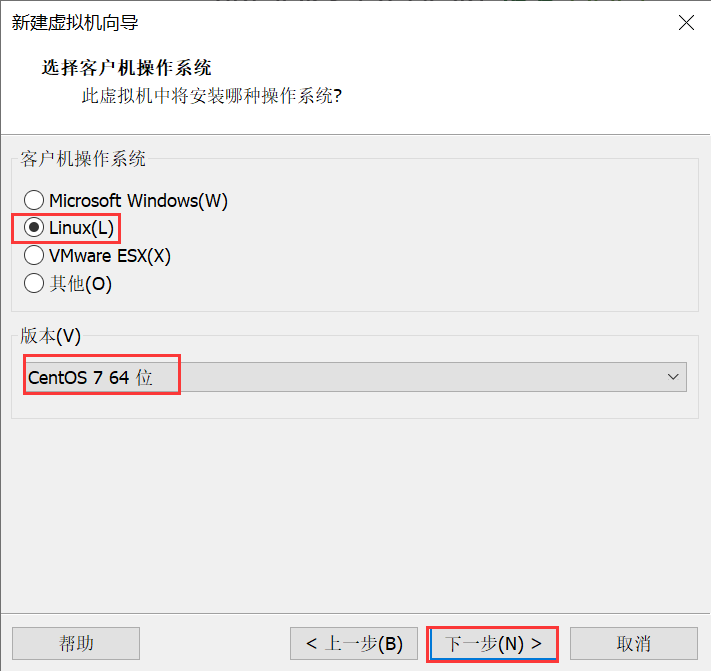 新建虚拟机向导
选择客户机操作系统
此虚拟机中将安装哪种操作系统?
客户机操作系统
Microsoft Windows(W)
Linux(L)
VMware ESX(X)
其他(O)
版本(V)
CentOS 7 64 位
帮助
< 上一步(B)
下一步(N) >
取消